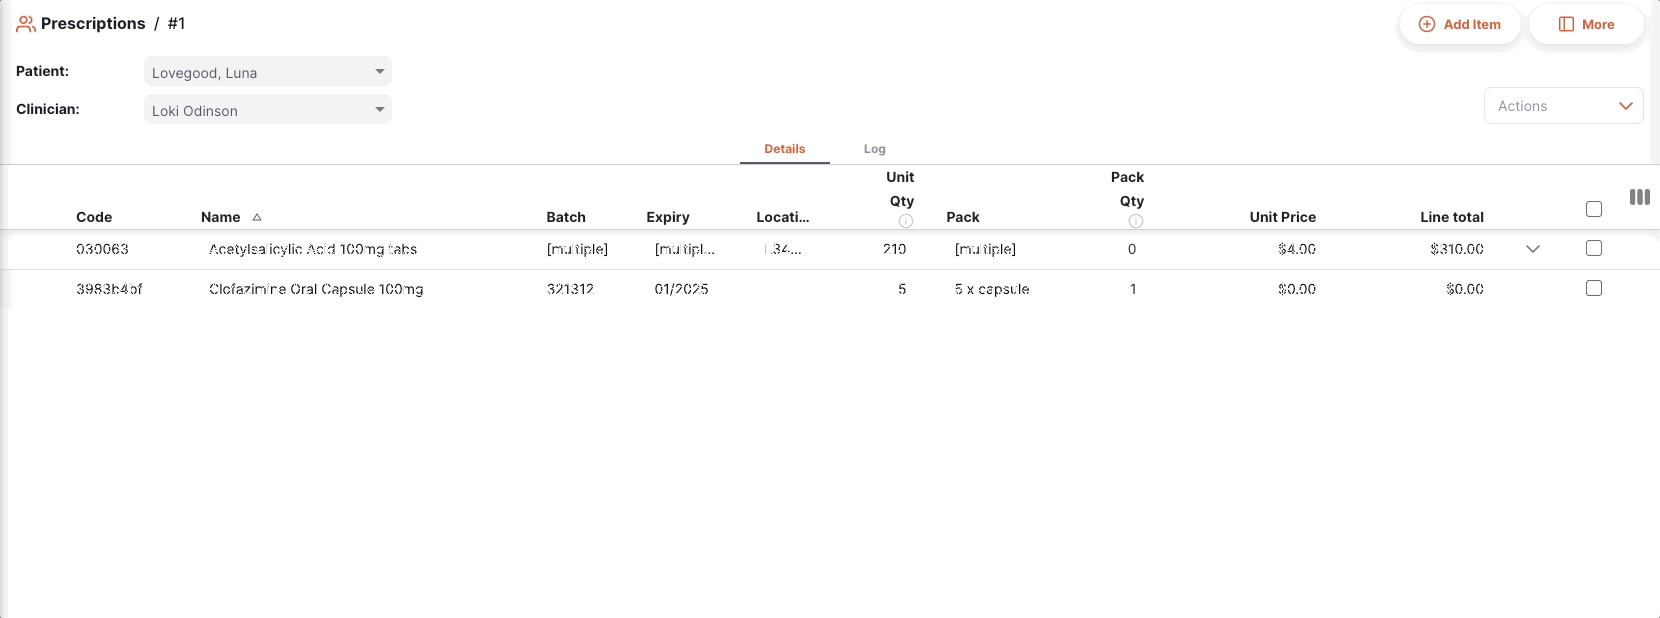 Prescriptions / #1
Add Item
More
Patient: Lovegood, Luna
Clinician: Loki Odinson
Actions
Details Log
Code Name Batch Expiry Locati... Unit Qty Pack Pack Qty Unit Price Line total
030063 Acetylsalicylic Acid 100mg tabs [multiple] [multipl... L34... 210 [multiple] 0 $4.00 $310.00
3983b4bf Clofazimine Oral Capsule 100mg 321312 01/2025 5 5 x capsule 1 $0.00 $0.00